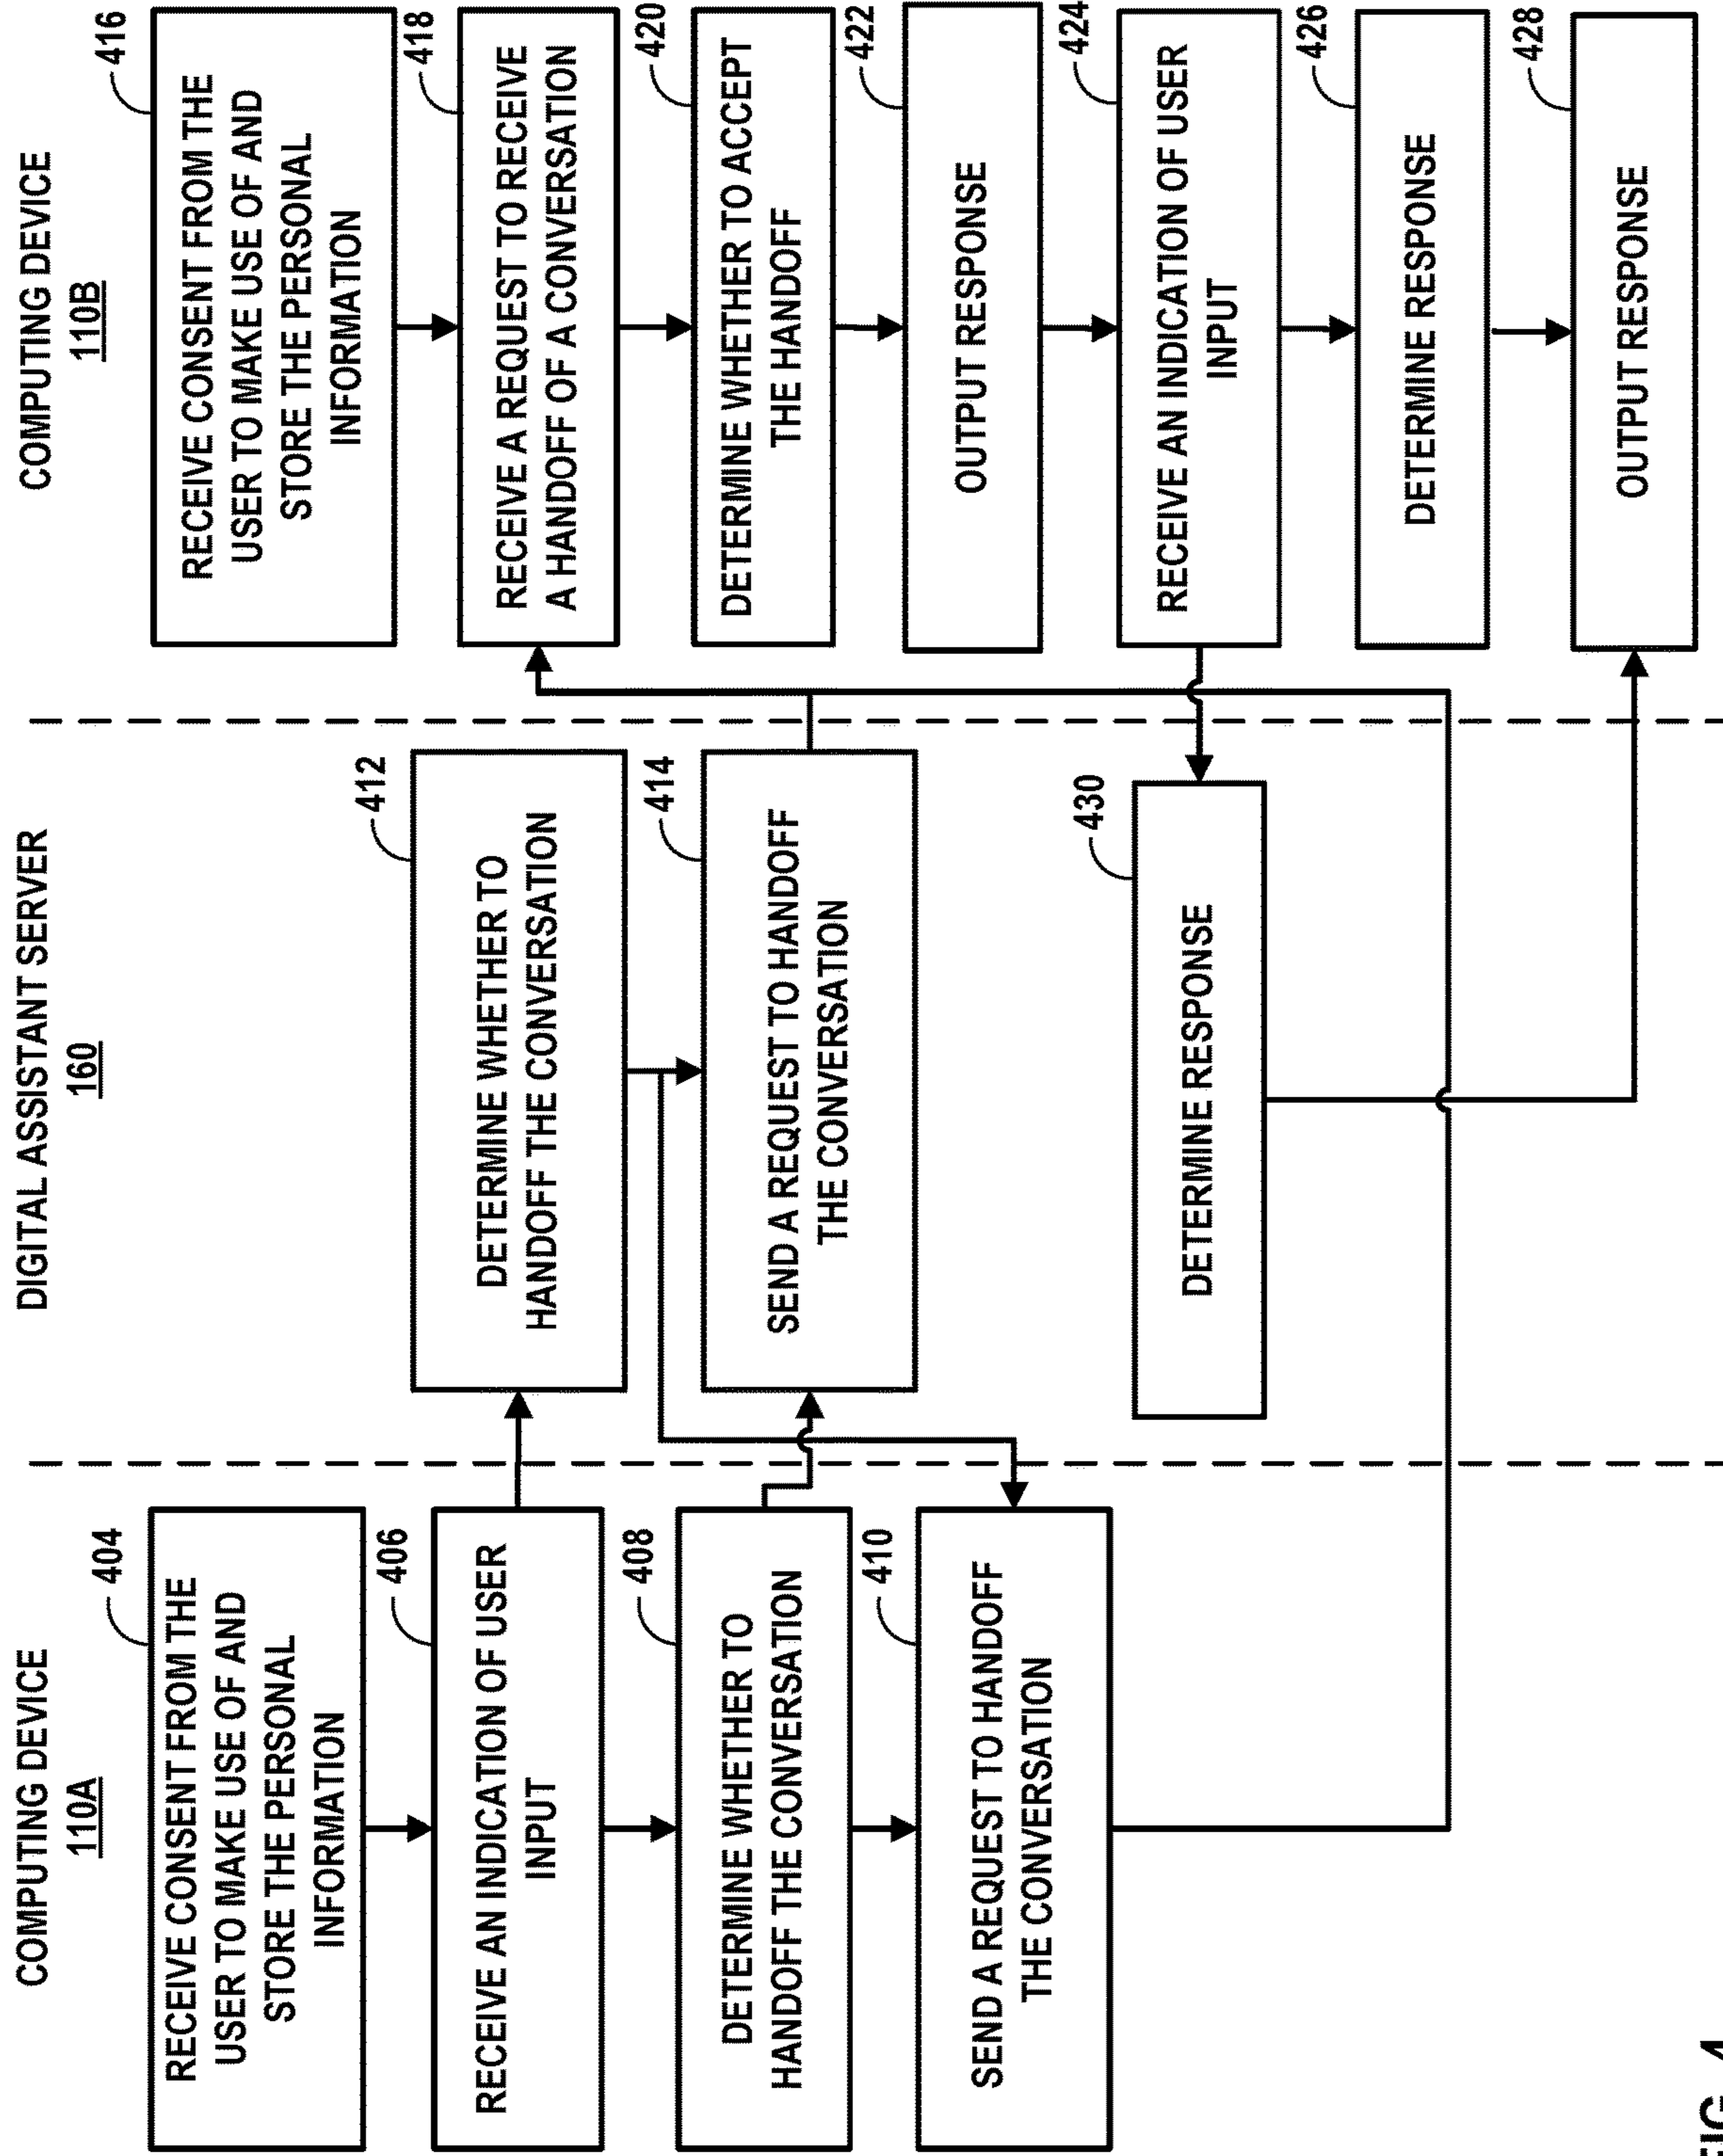 COMPUTING DEVICE
110A
404
RECEIVE CONSENT FROM THE
USER TO MAKE USE OF AND
STORE THE PERSONAL
INFORMATION
406
RECEIVE AN INDICATION OF USER
INPUT
408
DETERMINE WHETHER TO
HANDOFF THE CONVERSATION
410
SEND A REQUEST TO HANDOFF
THE CONVERSATION
DIGITAL ASSISTANT SERVER
160
412
DETERMINE WHETHER TO
HANDOFF THE CONVERSATION
414
SEND A REQUEST TO HANDOFF
THE CONVERSATION
430
DETERMINE RESPONSE
COMPUTING DEVICE
110B
416
RECEIVE CONSENT FROM THE
USER TO MAKE USE OF AND
STORE THE PERSONAL
INFORMATION
418
RECEIVE A REQUEST TO RECEIVE
A HANDOFF OF A CONVERSATION
420
DETERMINE WHETHER TO ACCEPT
THE HANDOFF
422
OUTPUT RESPONSE
424
RECEIVE AN INDICATION OF USER
INPUT
426
DETERMINE RESPONSE
428
OUTPUT RESPONSE
FIG. 4